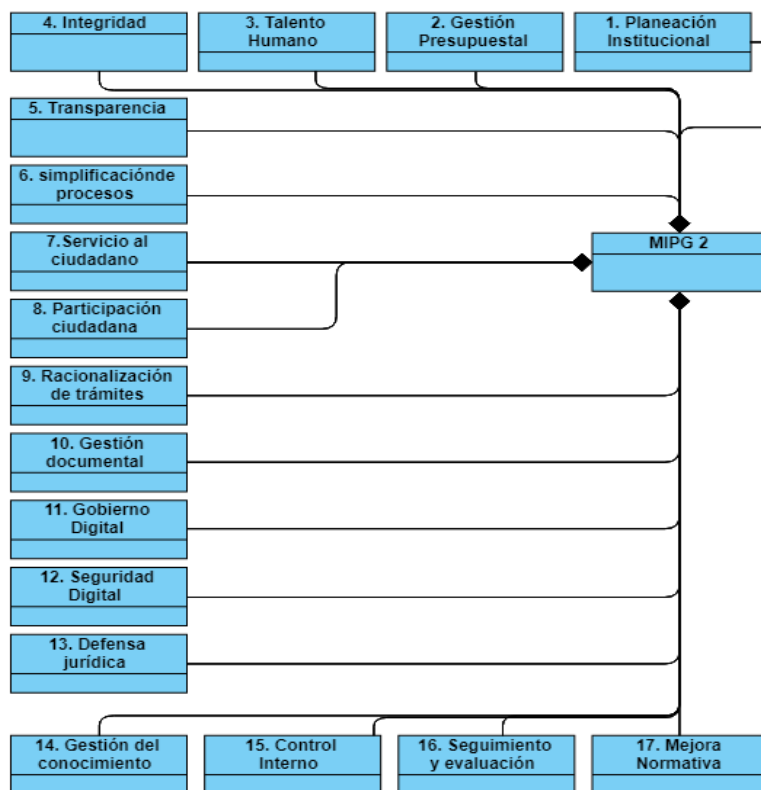 4. Integridad
3. Talento
Humano
2. Gestión
Presupuestal
1. Planeación
Institucional
5. Transparencia
6. simplificaciónde
procesos
7.Servicio al
ciudadano
MIPG 2
8. Participación
ciudadana
9. Racionalización
de trámites
10. Gestión
documental
11. Gobierno
Digital
12. Seguridad
Digital
13. Defensa
jurídica
14. Gestión del
conocimiento
15. Control
Interno
16. Seguimiento
y evaluación
17. Mejora
Normativa